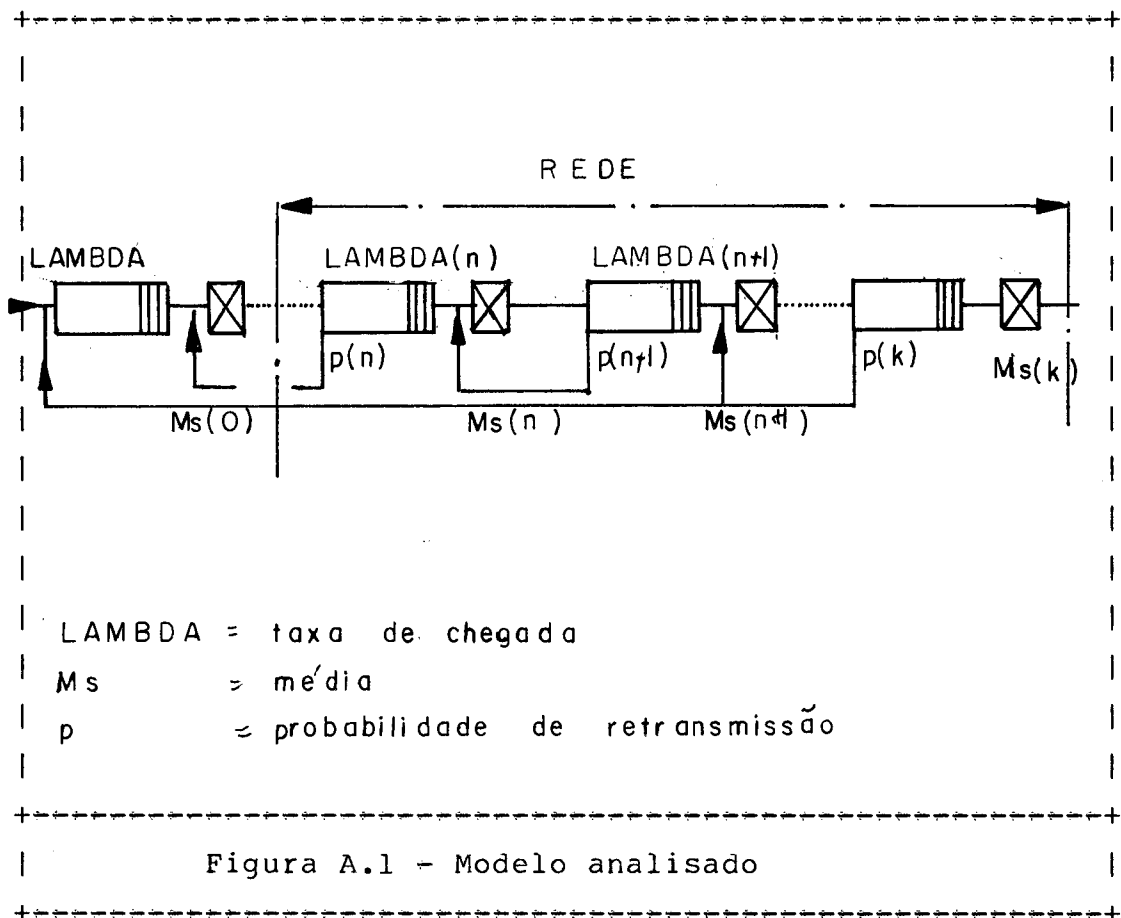 REDE
LAMBDA LAMBDA(n) LAMBDA(n+1)
p(n) p(n+1) p(k) Ms(k)
Ms(0) Ms(n) Ms(n+1)
LAMBDA = taxa de chegada
Ms = média
p = probabilidade de retransmissão
Figura A.1 - Modelo analisado